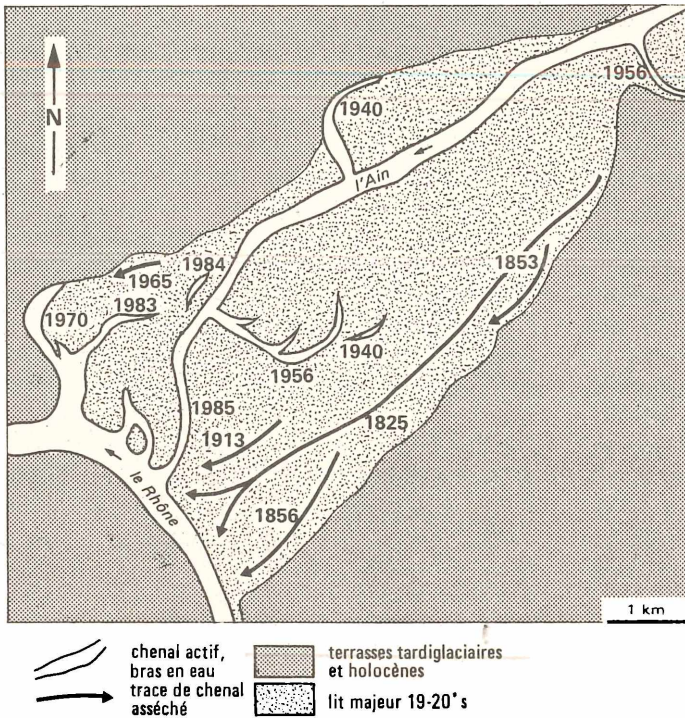 N
1956
1940
l'Ain
1853
1984
1965
1983
1970
1940
1956
1985
1913
1825
le Rhône
1856
1 km
chenal actif,
bras en eau
trace de chenal
asséché
terrasses tardiglaciaires
et holocènes
lit majeur 19-20°s